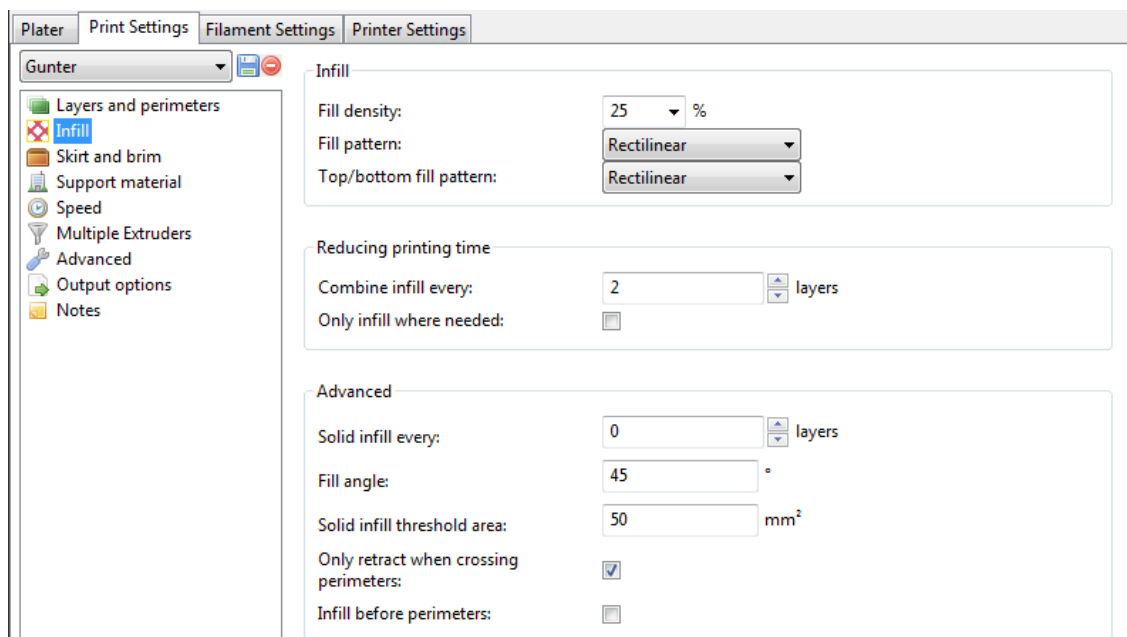 Plater Print Settings Filament Settings Printer Settings
Gunter
Layers and perimeters
Infill
Skirt and brim
Support material
Speed
Multiple Extruders
Advanced
Output options
Notes
Infill
Fill density: 25 %
Fill pattern: Rectilinear
Top/bottom fill pattern: Rectilinear
Reducing printing time
Combine infill every: 2 layers
Only infill where needed:
Advanced
Solid infill every: 0 layers
Fill angle: 45 °
Solid infill threshold area: 50 mm²
Only retract when crossing
perimeters:
Infill before perimeters: